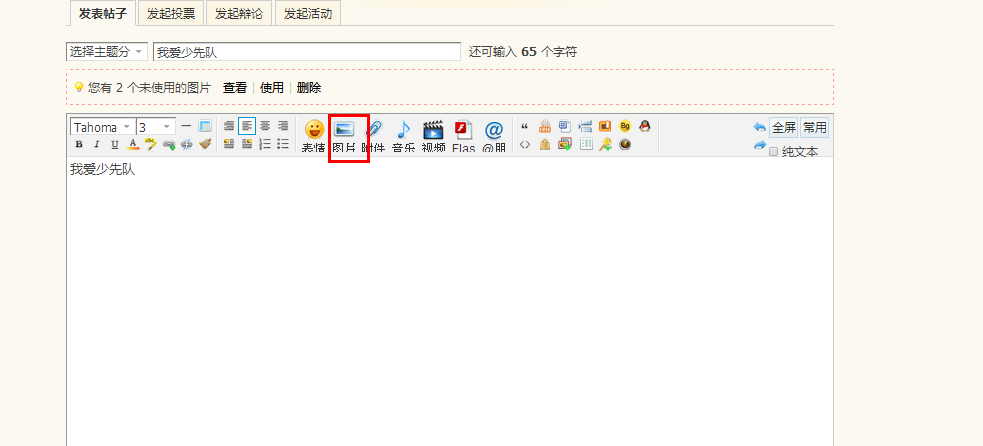 发表帖子 发起投票 发起辩论 发起活动
选择主题分 我爱少先队 还可输入 65 个字符
您有 2 个未使用的图片 查看 | 使用 | 删除
Tahoma 3 全屏 常用
B I U A 表情 图片 附件 音乐 视频 Flas @朋 纯文本
我爱少先队